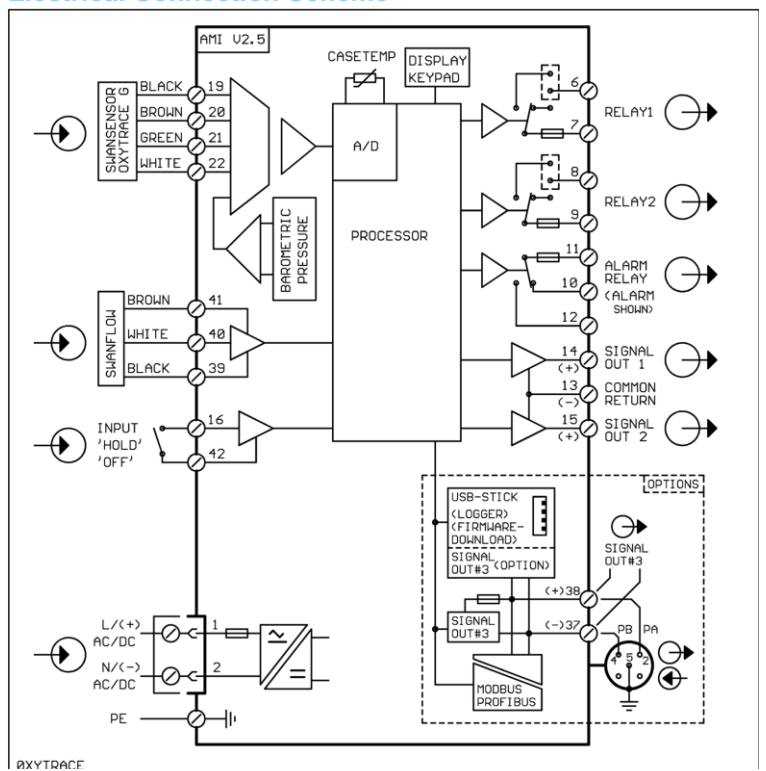 Electrical Connection Scheme
AMI V2.5
CASETEMP
DISPLAY
KEYPAD
SWANSENSOR
OXYTRACE G
BLACK 19
BROWN 20
GREEN 21
WHITE 22
A/D
PROCESSOR
BAROMETRIC
PRESSURE
6
RELAY1
7
8
RELAY2
9
11
ALARM
RELAY
10
(ALARM
SHOWN)
12
SWANFLOW
BROWN 41
WHITE 40
BLACK 39
14
(+)
SIGNAL
OUT 1
13
(-)
COMMON
RETURN
15
(+)
SIGNAL
OUT 2
INPUT
'HOLD'
'OFF'
16
42
OPTIONS
USB-STICK
(LOGGER)
(FIRMWARE-
DOWNLOAD)
SIGNAL
OUT#3 (OPTION)
SIGNAL
OUT#3
(+)38
SIGNAL
OUT#3
(-)37
PB PA
4 5 2
MODBUS
PROFIBUS
L/(+)
AC/DC
1
N/(-)
AC/DC
2
PE
ØXYTRACE